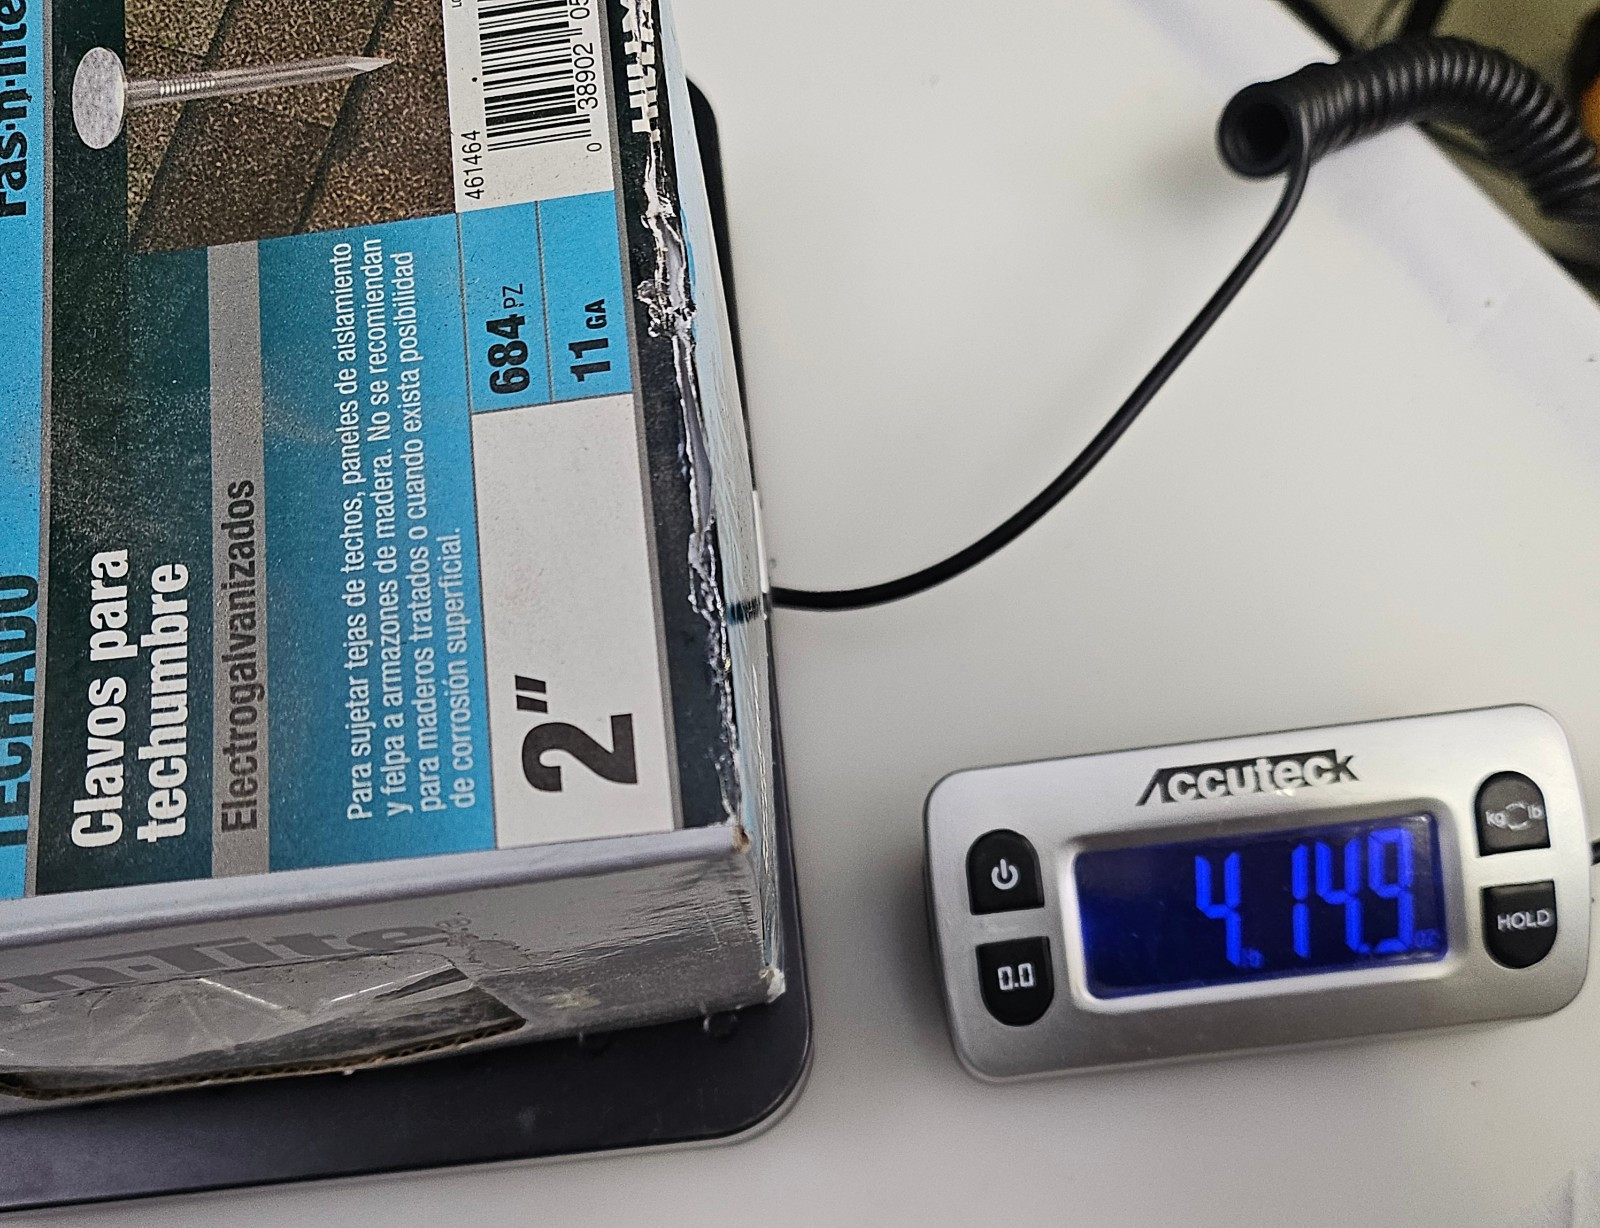 Fas-n-tite
TECHADO
Clavos para
techumbre
Electrogalvanizados
Para sujetar tejas de techos, paneles de aislamiento
y felpa a armazones de madera. No se recomiendan
para maderos tratados o cuando exista posibilidad
de corrosión superficial.
2"
684 PZ
11 GA
461464
0 38902 05
n-Tite®
Accuteck
4 lb 14.9 oz
0.0
kg lb
HOLD